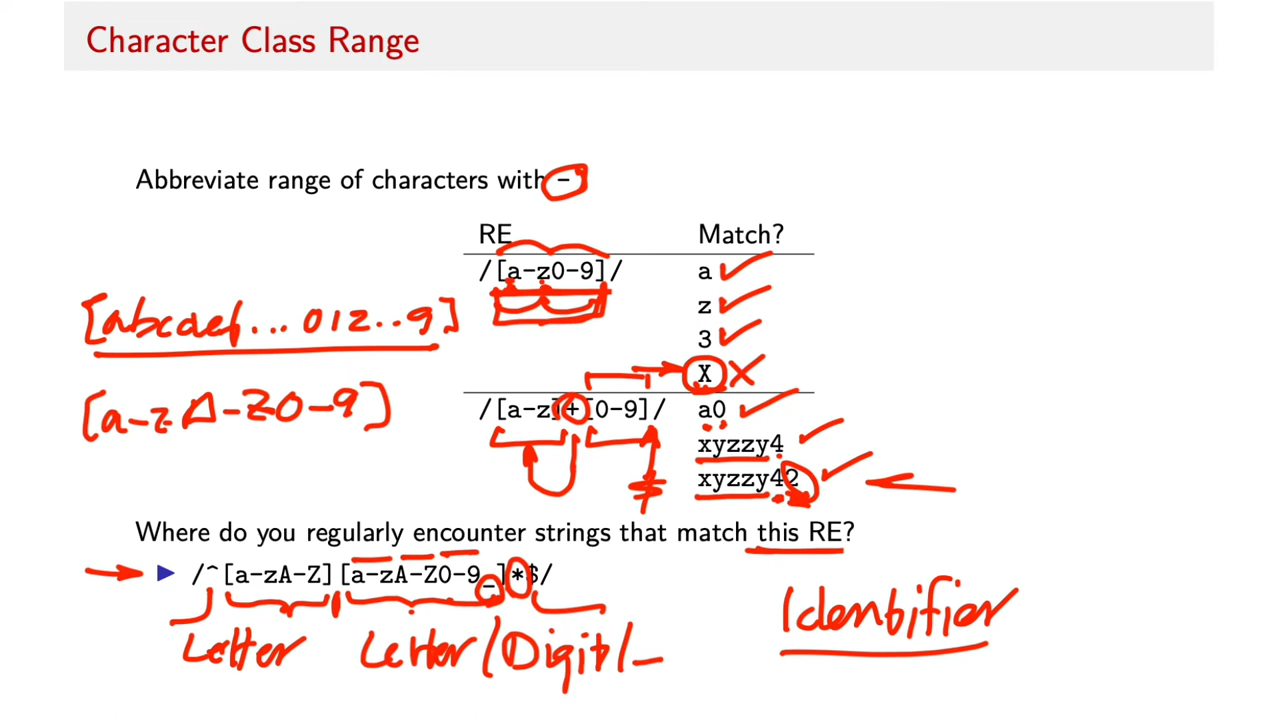 Character Class Range
Abbreviate range of characters with -
RE Match?
/[a-z0-9]/ a
z
[abcdef...012..9]
3
X
[a-zA-Z0-9]
/[a-z]+[0-9]/ a0
xyzzy4
xyzzy42
Where do you regularly encounter strings that match this RE?
/^[a-zA-Z][a-zA-Z0-9_]*$/
Identifier
Letter Letter/Digit/_